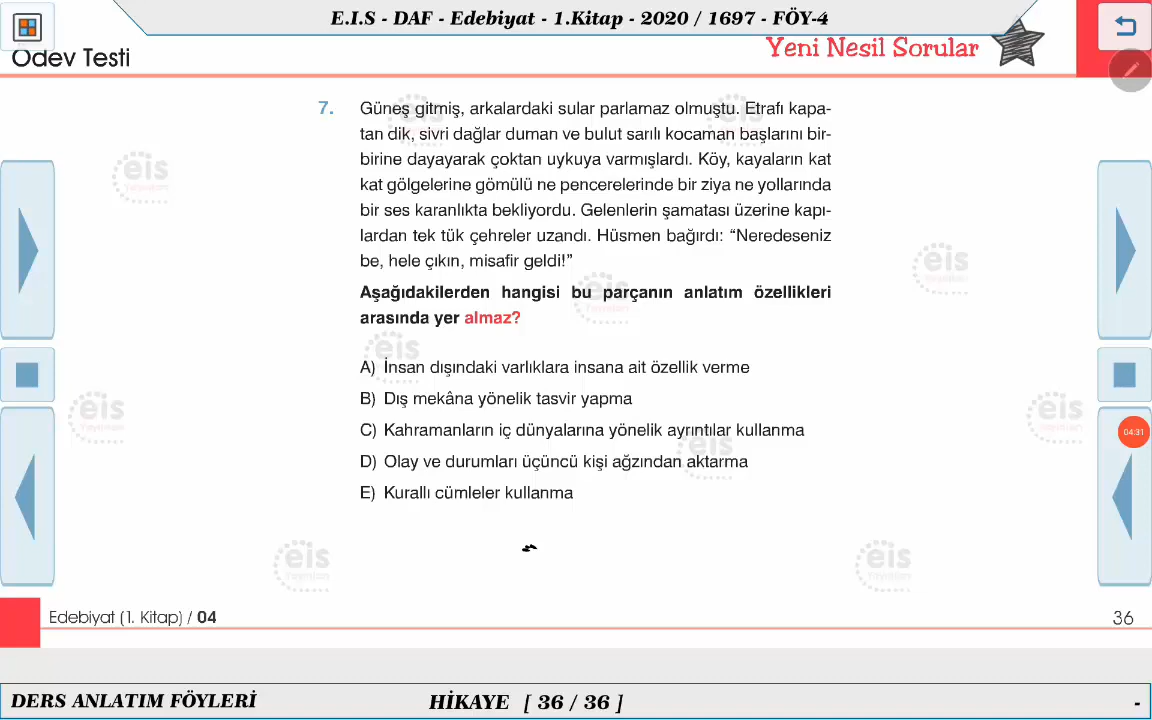 E.I.S - DAF - Edebiyat - 1.Kitap - 2020 / 1697 - FÖY-4
Ödev Testi
Yeni Nesil Sorular
7. Güneş gitmiş, arkalardaki sular parlamaz olmuştu. Etrafı kapa-
tan dik, sivri dağlar duman ve bulut sarılı kocaman başlarını bir-
birine dayayarak çoktan uykuya varmışlardı. Köy, kayaların kat
kat gölgelerine gömülü ne pencerelerinde bir ziya ne yollarında
bir ses karanlıkta bekliyordu. Gelenlerin şamatası üzerine kapı-
lardan tek tük çehreler uzandı. Hüsmen bağırdı: “Neredeseniz
be, hele çıkın, misafir geldi!”
Aşağıdakilerden hangisi bu parçanın anlatım özellikleri
arasında yer almaz?
A) İnsan dışındaki varlıklara insana ait özellik verme
B) Dış mekâna yönelik tasvir yapma
C) Kahramanların iç dünyalarına yönelik ayrıntılar kullanma
D) Olay ve durumları üçüncü kişi ağzından aktarma
E) Kurallı cümleler kullanma
04:31
eis
Yayınları
Edebiyat (1. Kitap) / 04
36
DERS ANLATIM FÖYLERİ
HİKAYE [ 36 / 36 ]
-